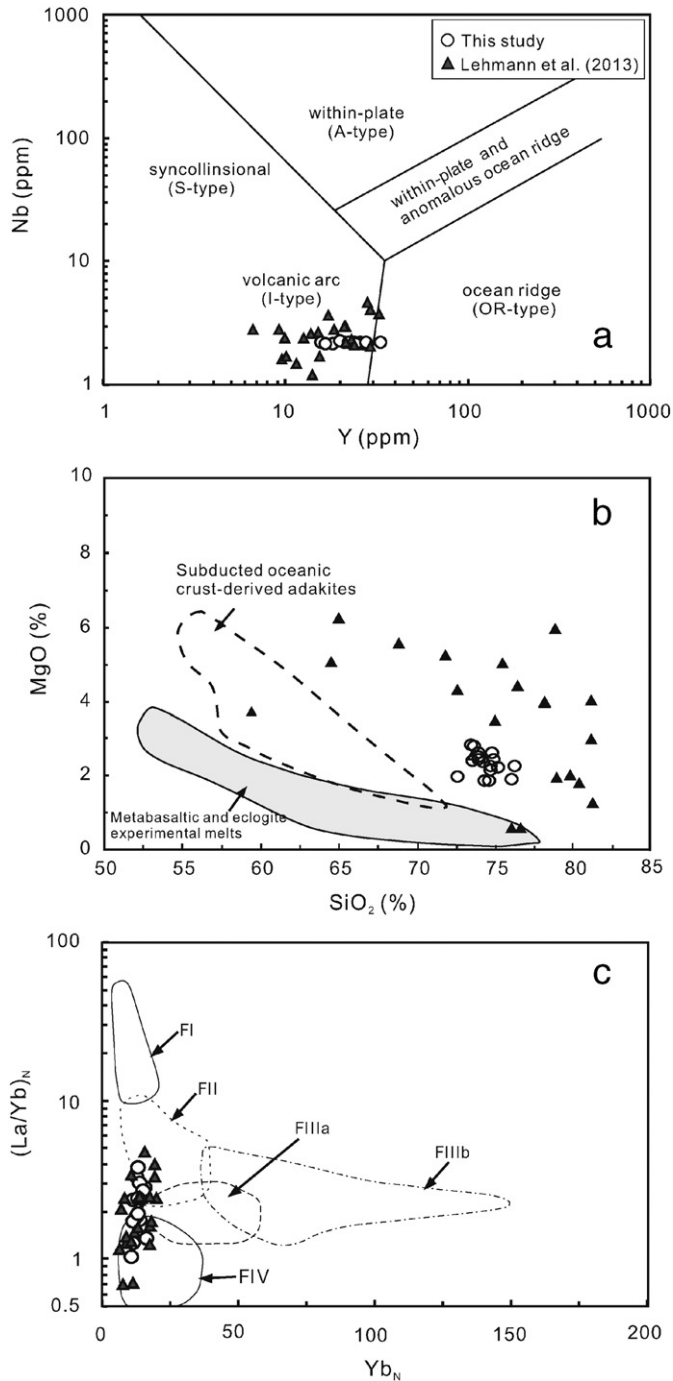 1000
This study
Lehmann et al. (2013)
within-plate
(A-type)
100
syncollinsional
(S-type)
within-plate and
anomalous ocean ridge
Nb (ppm)
10
volcanic arc
(I-type)
ocean ridge
(OR-type)
a
1
1
10
100
1000
Y (ppm)
10
b
8
Subducted oceanic
crust-derived adakites
6
MgO (%)
4
2
Metabasaltic and eclogite
experimental melts
0
50
55
60
65
70
75
80
85
SiO₂ (%)
100
c
FI
(La/Yb)N
10
FII
FIIIa
FIIIb
1
FIV
0.5
0
50
100
150
200
YbN